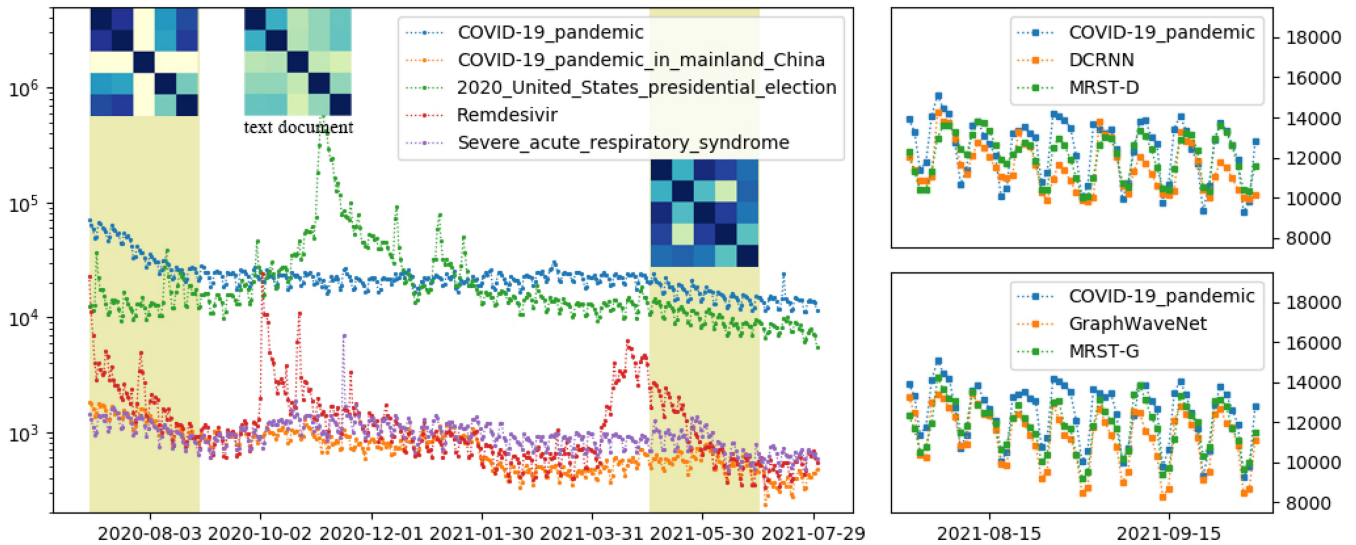 COVID-19_pandemic
COVID-19_pandemic_in_mainland_China
2020_United_States_presidential_election
Remdesivir
Severe_acute_respiratory_syndrome
text document
10^6
10^5
10^4
10^3
2020-08-03 2020-10-02 2020-12-01 2021-01-30 2021-03-31 2021-05-30 2021-07-29
COVID-19_pandemic
DCRNN
MRST-D
18000
16000
14000
12000
10000
8000
COVID-19_pandemic
GraphWaveNet
MRST-G
18000
16000
14000
12000
10000
8000
2021-08-15 2021-09-15